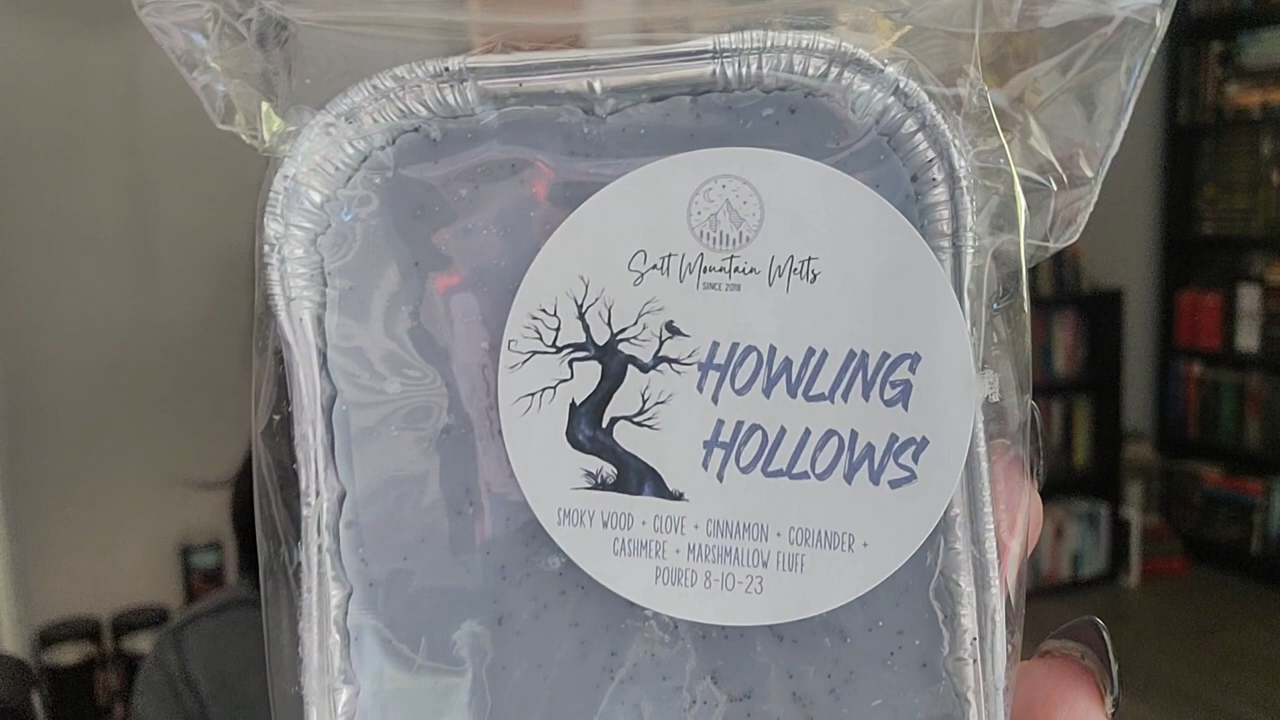 Salt Mountain Melts
SINCE 2018
HOWLING
HOLLOWS
SMOKY WOOD + CLOVE + CINNAMON + CORIANDER +
CASHMERE + MARSHMALLOW FLUFF
POURED 8-10-23